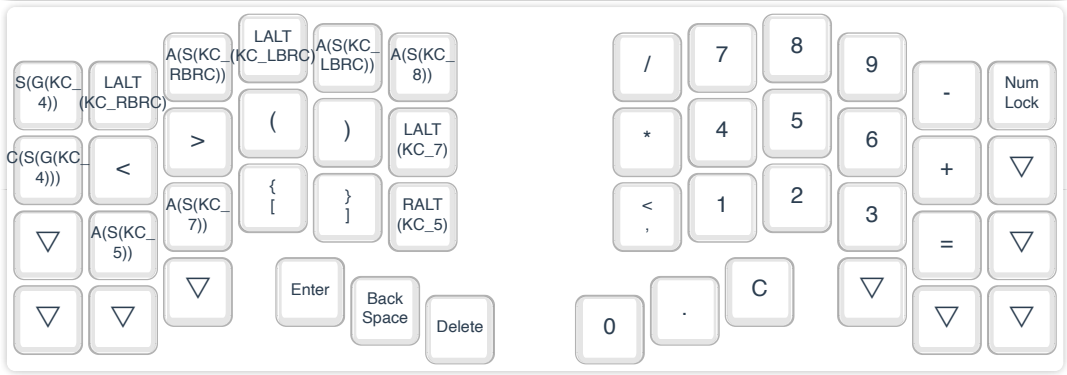 S(G(KC_
4))
LALT
(KC_RBRC)
A(S(KC_
RBRC))
LALT
(KC_LBRC)
A(S(KC_
LBRC))
A(S(KC_
8))
/
7
8
9
-
Num
Lock
C(S(G(KC_
4)))
<
>
(
)
LALT
(KC_7)
*
4
5
6
+
▽
▽
A(S(KC_
5))
A(S(KC_
7))
{
[
}
]
RALT
(KC_5)
<
,
1
2
3
=
▽
▽
▽
▽
Enter
Back
Space
Delete
0
.
C
▽
▽
▽